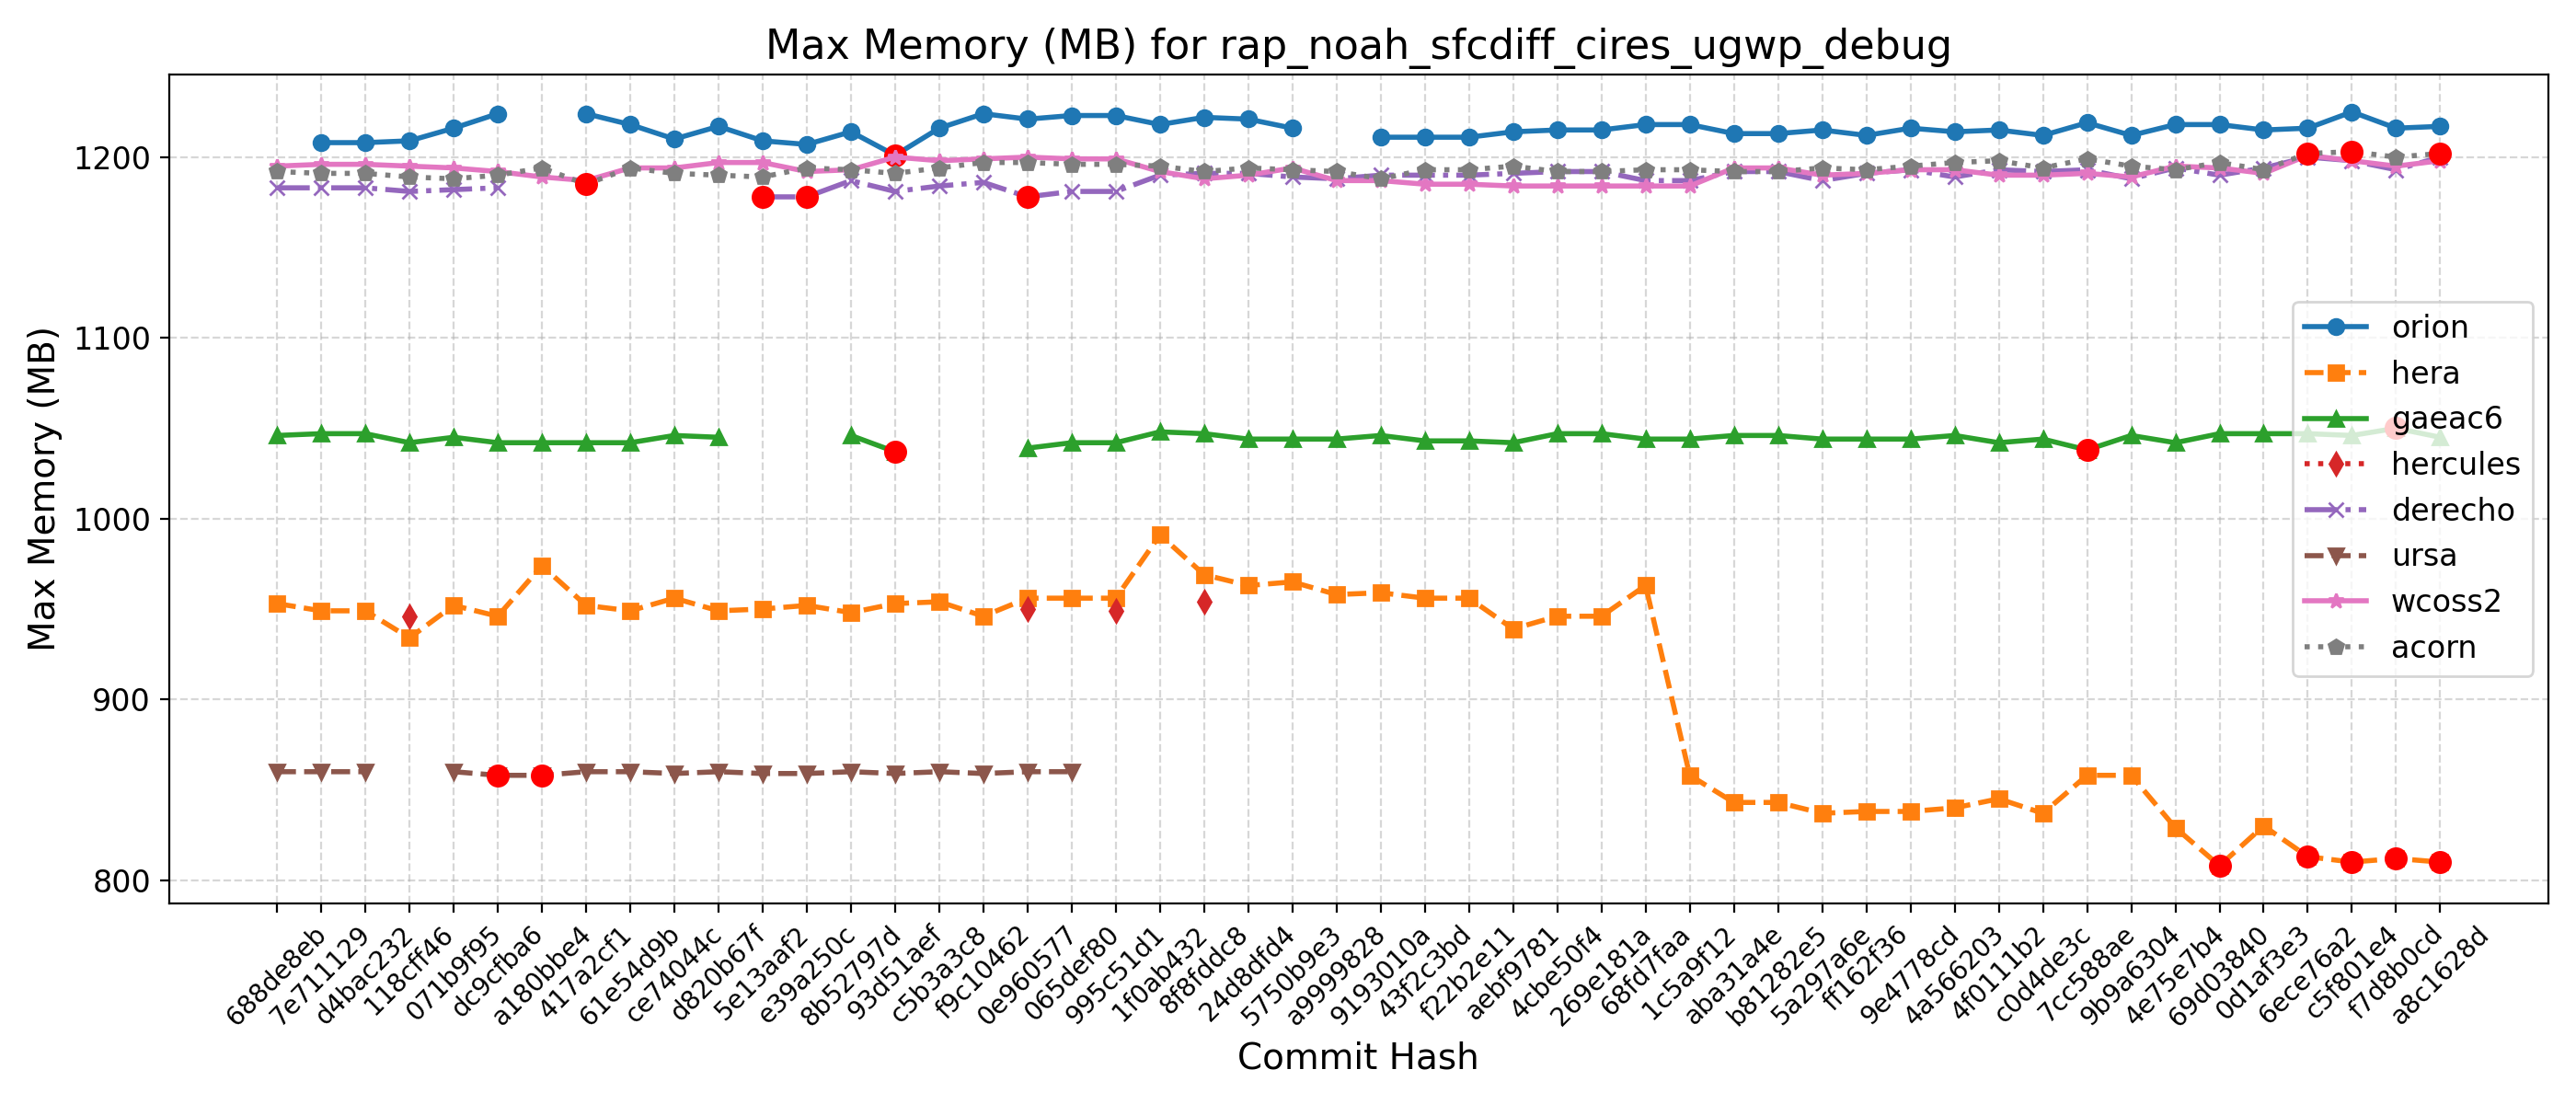 Max Memory (MB) for rap_noah_sfcdiff_cires_ugwp_debug
Max Memory (MB)
1200
1100
1000
900
800
orion
hera
gaeac6
hercules
derecho
ursa
wcoss2
acorn
688de8eb
7e711129
d4bac232
118cff46
071b9f95
dc9cfba6
a180bbe4
417a2cf1
61e54d9b
ce74044c
d820b67f
5e13aaf2
e39a250c
8b52797d
93d51aef
c5b3a3c8
f9c10462
0e960577
065def80
995c51d1
1f0ab432
8f8fddc8
24d8dfd4
5750b9e3
a9999828
9193010a
43f2c3bd
f22b2e11
aebf9781
4cbe50f4
269e181a
68fd7faa
1c5a9f12
aba31a4e
b81282e5
5a297a6e
ff162f36
9e4778cd
4a566203
4f0111b2
c0d4de3c
7cc588ae
9b9a6304
4e75e7b4
69d03840
0d1af3e3
6ece76a2
c5f801e4
f7d8b0cd
a8c1628d
Commit Hash